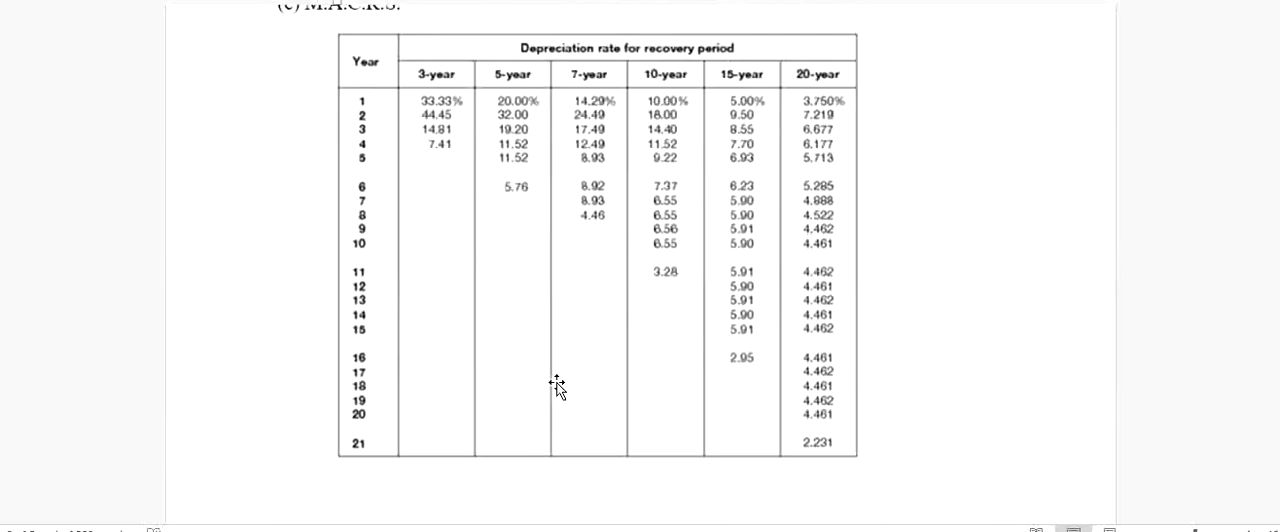 (c) M.A.C.R.S.
Depreciation rate for recovery period
Year
3-year 5-year 7-year 10-year 15-year 20-year
1 33.33% 20.00% 14.29% 10.00% 5.00% 3.750%
2 44.45 32.00 24.49 18.00 9.50 7.219
3 14.81 19.20 17.49 14.40 8.55 6.677
4 7.41 11.52 12.49 11.52 7.70 6.177
5 11.52 8.93 9.22 6.93 5.713
6 5.76 8.92 7.37 6.23 5.285
7 8.93 6.55 5.90 4.888
8 4.46 6.55 5.90 4.522
9 6.56 5.91 4.462
10 6.55 5.90 4.461
11 3.28 5.91 4.462
12 5.90 4.461
13 5.91 4.462
14 5.90 4.461
15 5.91 4.462
16 2.95 4.461
17 4.462
18 4.461
19 4.462
20 4.461
21 2.231